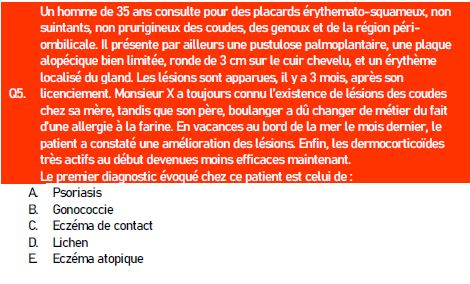 Un homme de 35 ans consulte pour des placards érythemato-squameux, non
suintants, non prurigineux des coudes, des genoux et de la région péri-
ombilicale. Il présente par ailleurs une pustulose palmoplantaire, une plaque
alopécique bien limitée, ronde de 3 cm sur le cuir chevelu, et un érythème
localisé du gland. Les lésions sont apparues, il y a 3 mois, après son
Q5. licenciement. Monsieur X a toujours connu l'existence de lésions des coudes
chez sa mère, tandis que son père, boulanger a dû changer de métier du fait
d'une allergie à la farine. En vacances au bord de la mer le mois dernier, le
patient a constaté une amélioration des lésions. Enfin, les dermocorticoïdes
très actifs au début devenues moins efficaces maintenant.
Le premier diagnostic évoqué chez ce patient est celui de :
A. Psoriasis
B. Gonococcie
C. Eczéma de contact
D. Lichen
E. Eczéma atopique